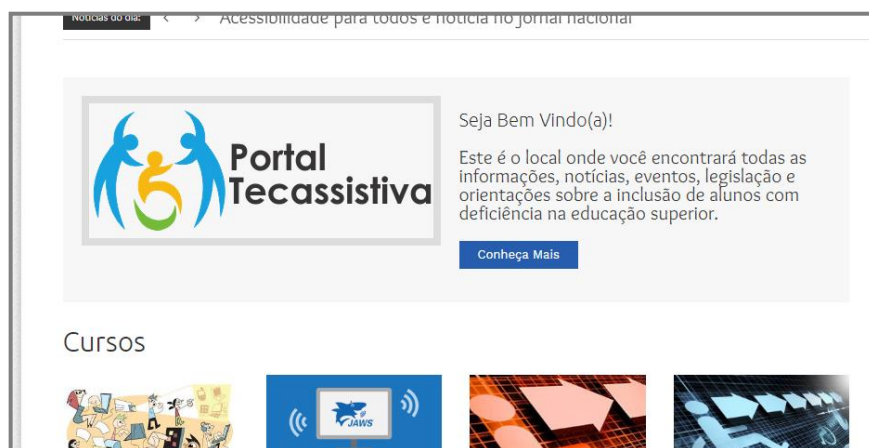 Notícias do dia:
Acessibilidade para todos é notícia no jornal nacional
Portal
Tecassistiva
Seja Bem Vindo(a)!
Este é o local onde você encontrará todas as
informações, notícias, eventos, legislação e
orientações sobre a inclusão de alunos com
deficiência na educação superior.
Conheça Mais
Cursos
JAWS